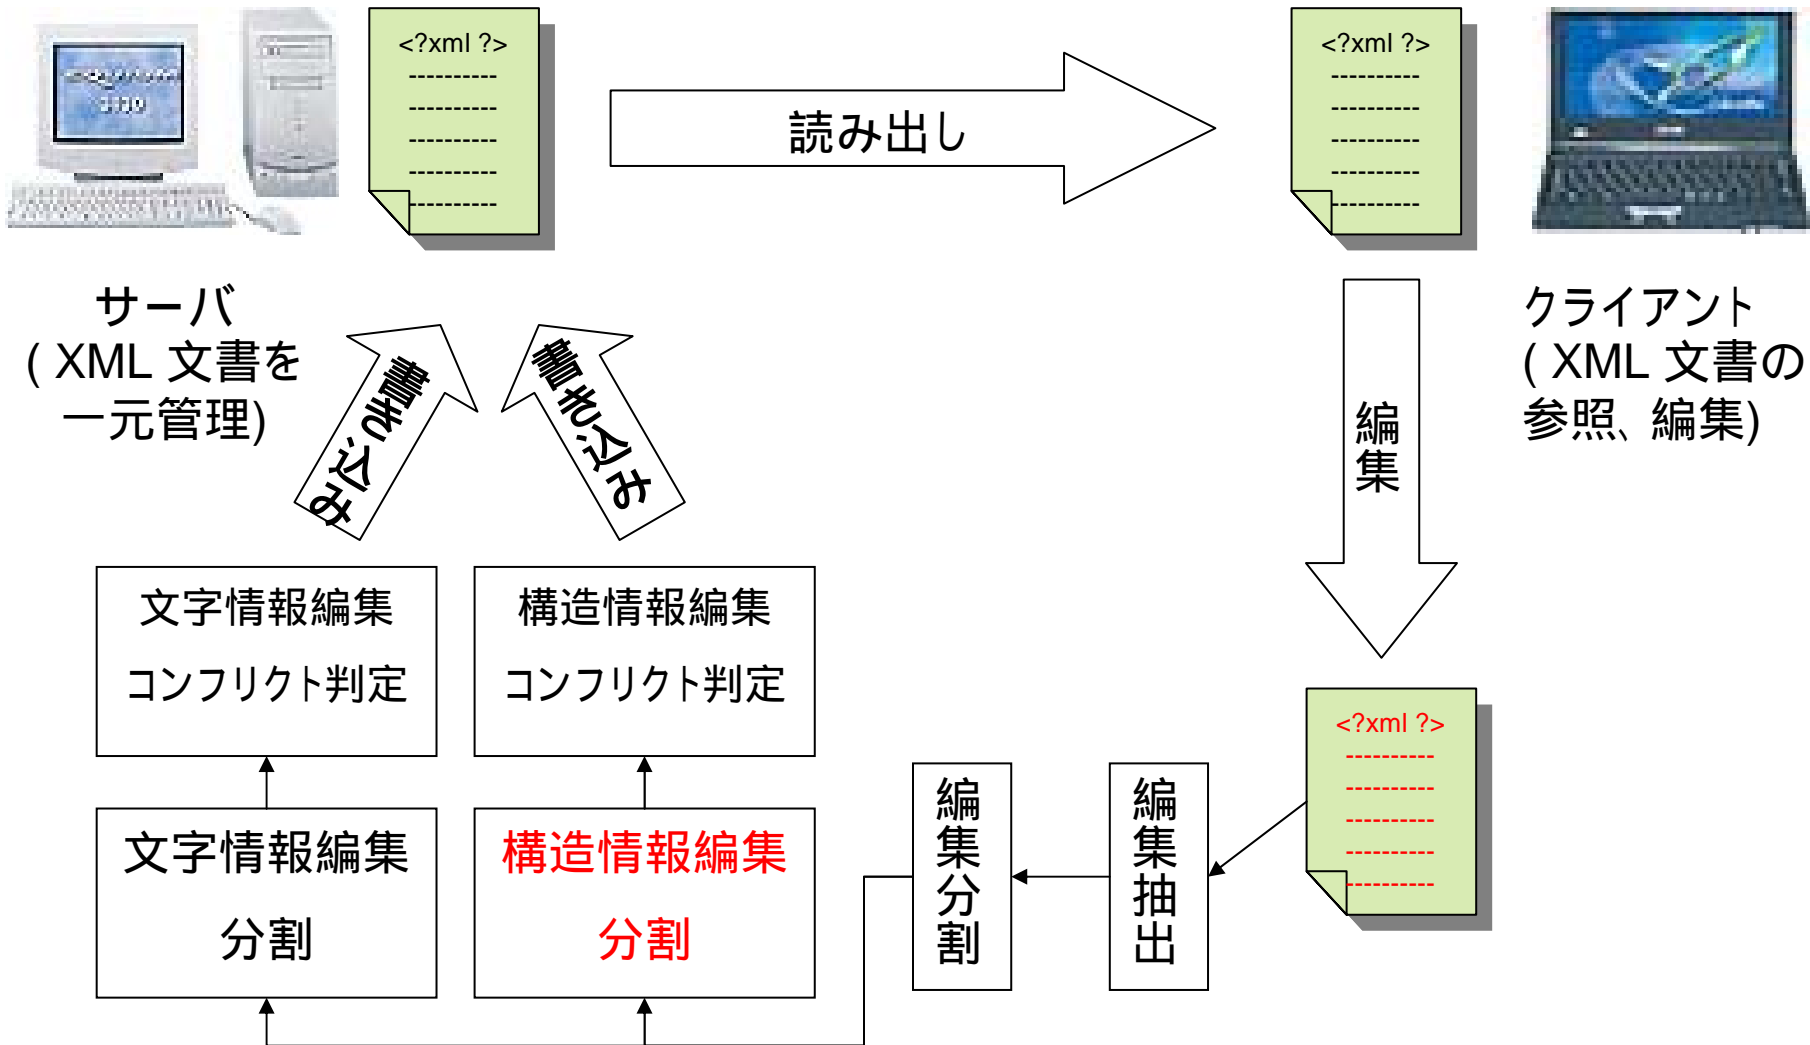 <?xml ?>
----------
----------
----------
----------
----------
読み出し
<?xml ?>
----------
----------
----------
----------
----------
サーバ
( XML 文書を
一元管理)
書き込み
書き込み
編集
クライアント
( XML 文書の
参照、編集)
文字情報編集
コンフリクト判定
構造情報編集
コンフリクト判定
文字情報編集
分割
構造情報編集
分割
編集分割
編集抽出
<?xml ?>
----------
----------
----------
----------
----------